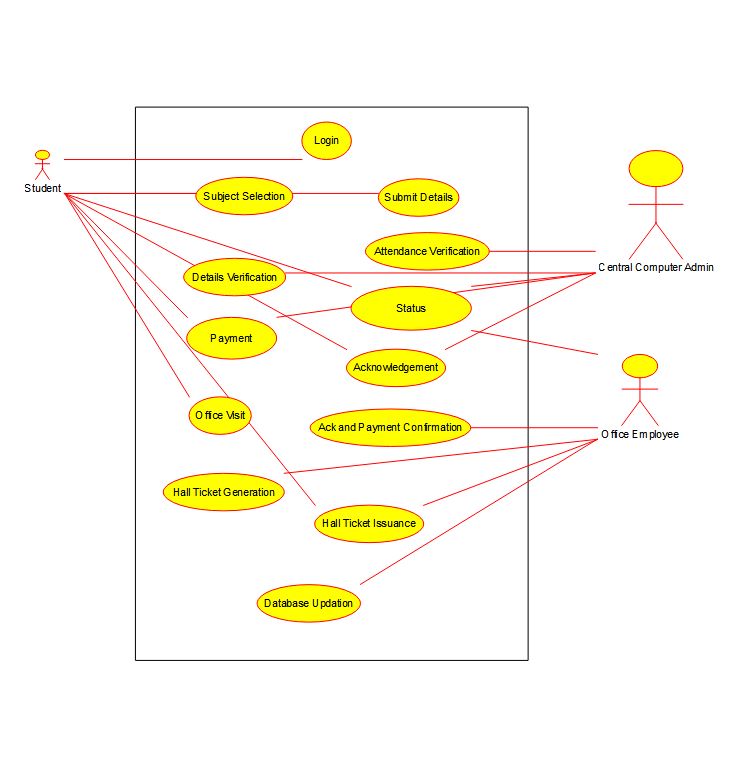 Login
Student
Subject Selection
Submit Details
Attendance Verification
Central Computer Admin
Details Verification
Status
Payment
Acknowledgement
Office Visit
Ack and Payment Confirmation
Office Employee
Hall Ticket Generation
Hall Ticket Issuance
Database Updation